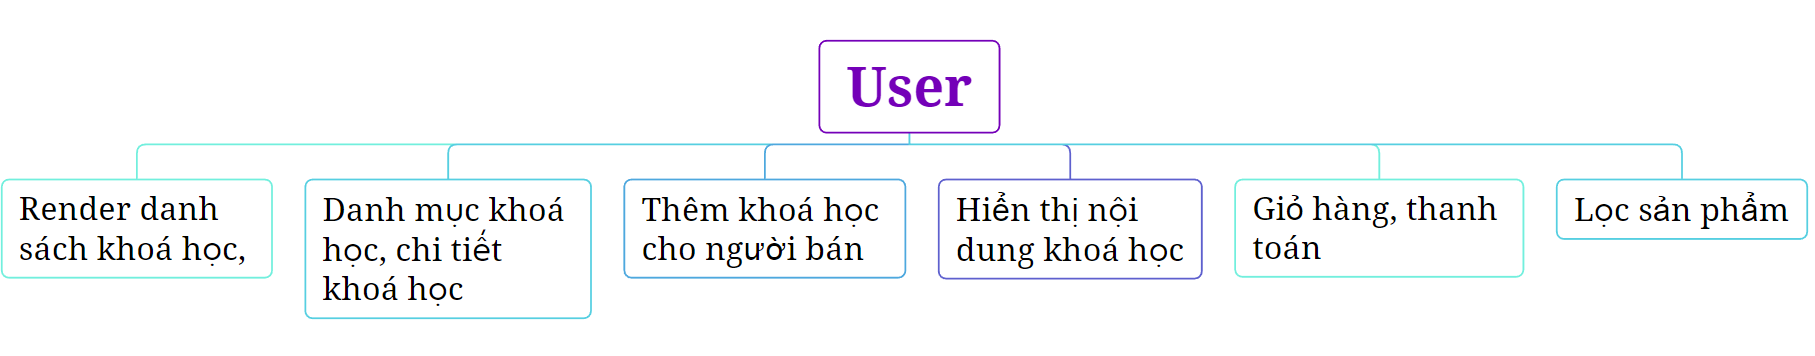 User
Render danh
sách khoá học,
Danh mục khoá
học, chi tiết
khoá học
Thêm khoá học
cho người bán
Hiển thị nội
dung khoá học
Giỏ hàng, thanh
toán
Lọc sản phẩm